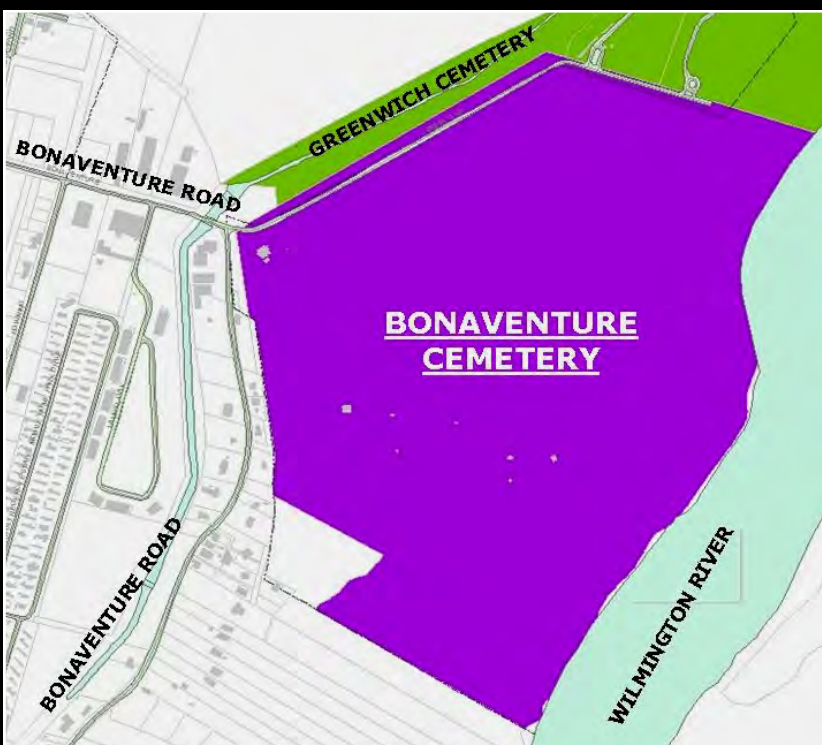 GREENWICH CEMETERY
BONAVENTURE ROAD
BONAVENTURE
CEMETERY
BONAVENTURE ROAD
WILMINGTON RIVER